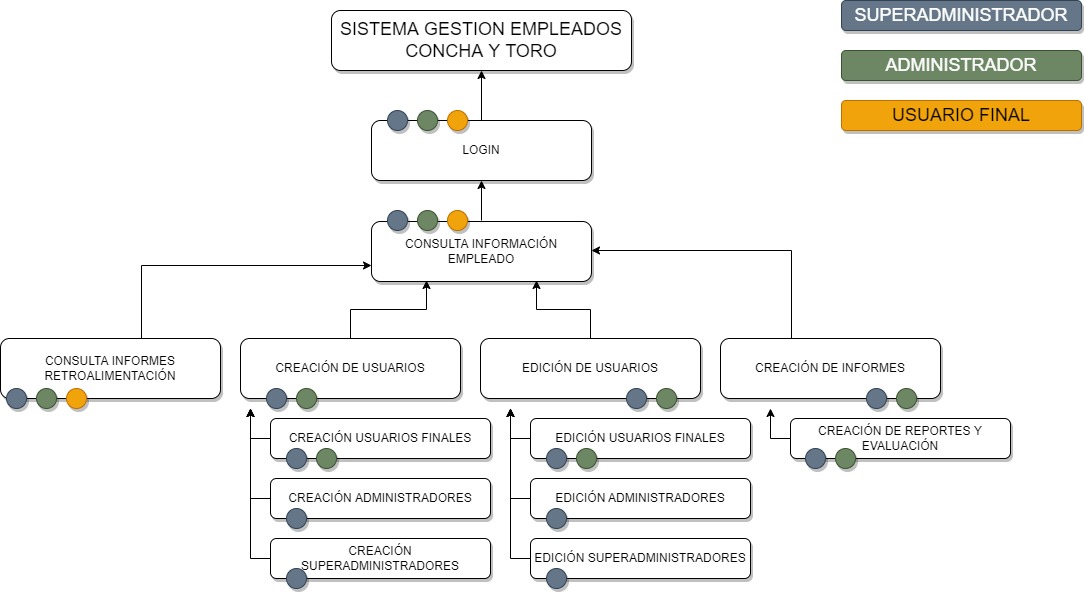 SISTEMA GESTION EMPLEADOS
CONCHA Y TORO
SUPERADMINISTRADOR
ADMINISTRADOR
USUARIO FINAL
LOGIN
CONSULTA INFORMACIÓN
EMPLEADO
CONSULTA INFORMES
RETROALIMENTACIÓN
CREACIÓN DE USUARIOS
EDICIÓN DE USUARIOS
CREACIÓN DE INFORMES
CREACIÓN USUARIOS FINALES
CREACIÓN ADMINISTRADORES
CREACIÓN
SUPERADMINISTRADORES
EDICIÓN USUARIOS FINALES
EDICIÓN ADMINISTRADORES
EDICIÓN SUPERADMINISTRADORES
CREACIÓN DE REPORTES Y
EVALUACIÓN